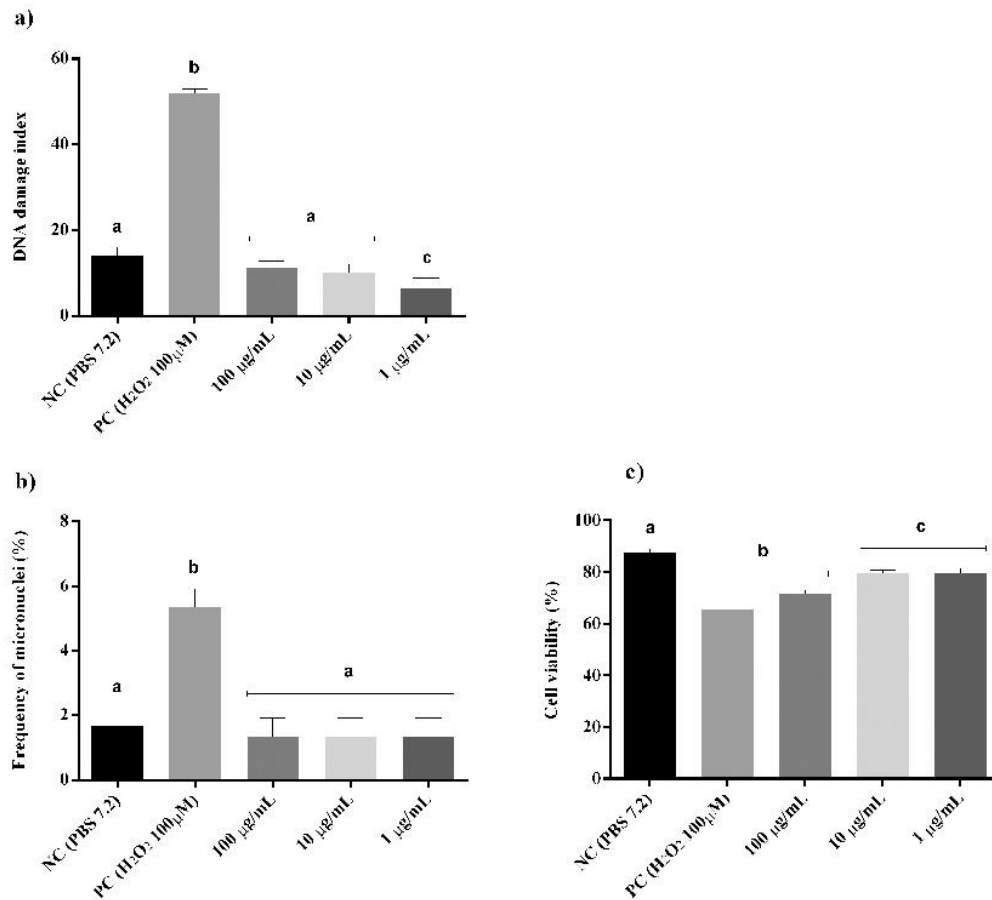 a)
DNA damage index
60
40
20
0
a
b
a
c
NC (PBS 7.2)
PC (H₂O₂ 100μM)
100 μg/mL
10 μg/mL
1 μg/mL
b)
Frequency of micronuclei (%)
8
6
4
2
0
a
b
a
NC (PBS 7.2)
PC (H₂O₂ 100μM)
100 μg/mL
10 μg/mL
1 μg/mL
c)
Cell viability (%)
100
80
60
40
20
0
a
b
c
NC (PBS 7.2)
PC (H₂O₂ 100μM)
100 μg/mL
10 μg/mL
1 μg/mL